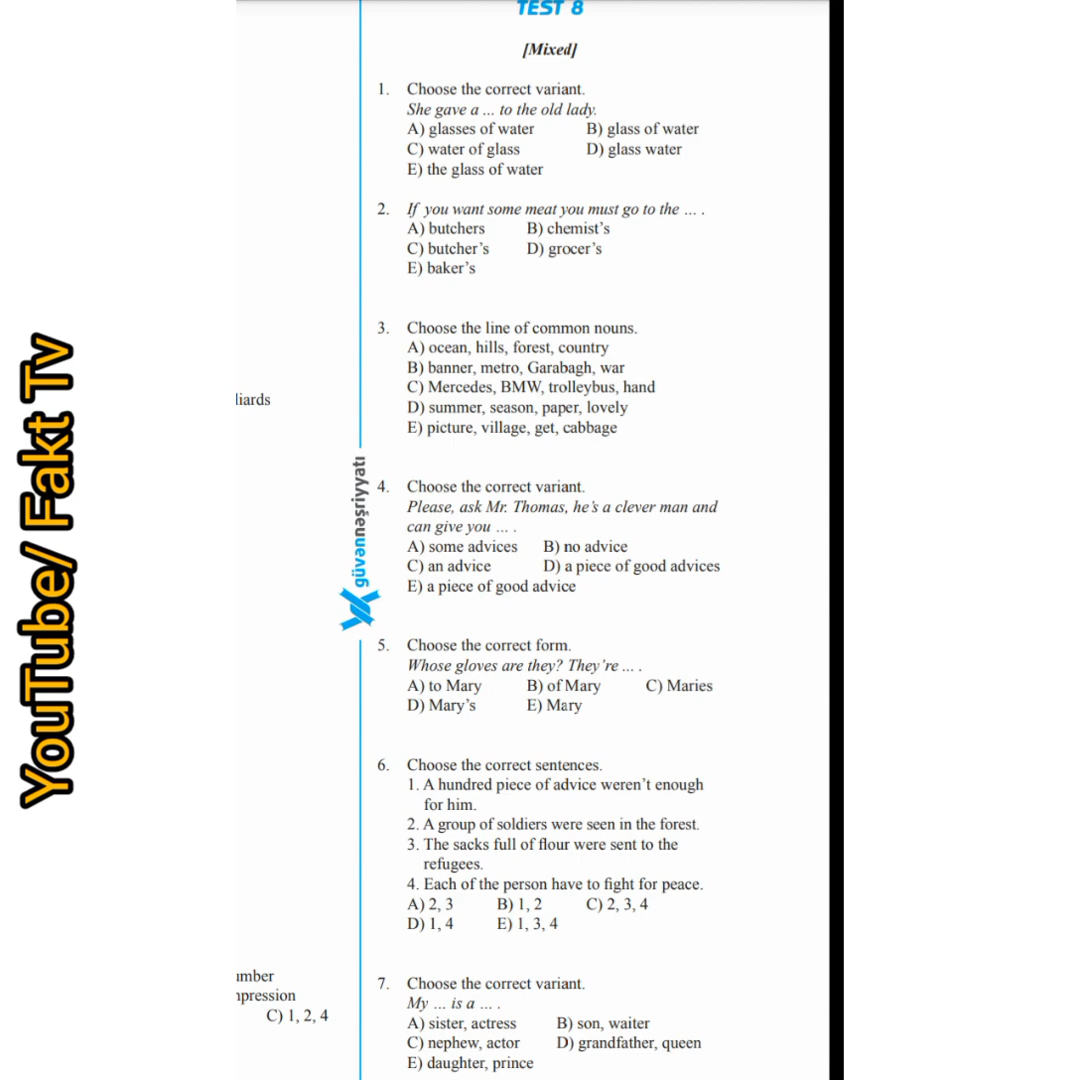 TEST 8
[Mixed]
1. Choose the correct variant.
She gave a ... to the old lady.
A) glasses of water B) glass of water
C) water of glass D) glass water
E) the glass of water
2. If you want some meat you must go to the ... .
A) butchers B) chemist's
C) butcher's D) grocer's
E) baker's
3. Choose the line of common nouns.
A) ocean, hills, forest, country
B) banner, metro, Garabagh, war
C) Mercedes, BMW, trolleybus, hand
D) summer, season, paper, lovely
E) picture, village, get, cabbage
4. Choose the correct variant.
Please, ask Mr. Thomas, he's a clever man and
can give you ... .
A) some advices B) no advice
C) an advice D) a piece of good advices
E) a piece of good advice
5. Choose the correct form.
Whose gloves are they? They're ... .
A) to Mary B) of Mary C) Maries
D) Mary's E) Mary
6. Choose the correct sentences.
1. A hundred piece of advice weren't enough
for him.
2. A group of soldiers were seen in the forest.
3. The sacks full of flour were sent to the
refugees.
4. Each of the person have to fight for peace.
A) 2, 3 B) 1, 2 C) 2, 3, 4
D) 1, 4 E) 1, 3, 4
7. Choose the correct variant.
My ... is a ... .
A) sister, actress B) son, waiter
C) nephew, actor D) grandfather, queen
E) daughter, prince
liards
umber
npression
C) 1, 2, 4
güvənnəşriyyatı
YouTube/ Fakt Tv